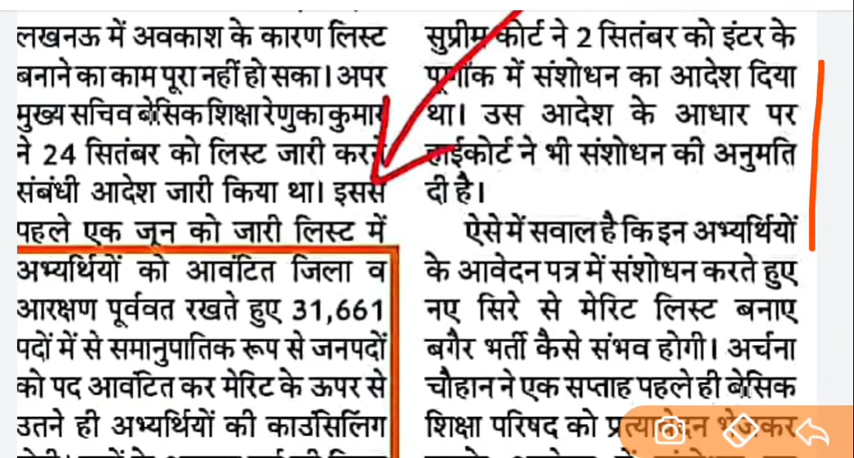 लखनऊ में अवकाश के कारण लिस्ट
बनाने का काम पूरा नहीं हो सका। अपर
मुख्य सचिव बेसिक शिक्षा रेणुका कुमार
ने 24 सितंबर को लिस्ट जारी करने
संबंधी आदेश जारी किया था। इससे
पहले एक जून को जारी लिस्ट में
अभ्यर्थियों को आवंटित जिला व
आरक्षण पूर्ववत रखते हुए 31,661
पदों में से समानुपातिक रूप से जनपदों
को पद आवंटित कर मेरिट के ऊपर से
उतने ही अभ्यर्थियों की काउंसिलिंग
सुप्रीम कोर्ट ने 2 सितंबर को इंटर के
पूर्णांक में संशोधन का आदेश दिया
था। उस आदेश के आधार पर
हाईकोर्ट ने भी संशोधन की अनुमति
दी है।
ऐसे में सवाल है कि इन अभ्यर्थियों
के आवेदन पत्र में संशोधन करते हुए
नए सिरे से मेरिट लिस्ट बनाए
बगैर भर्ती कैसे संभव होगी। अर्चना
चौहान ने एक सप्ताह पहले ही बेसिक
शिक्षा परिषद को प्रत्यावेदन भेजकर